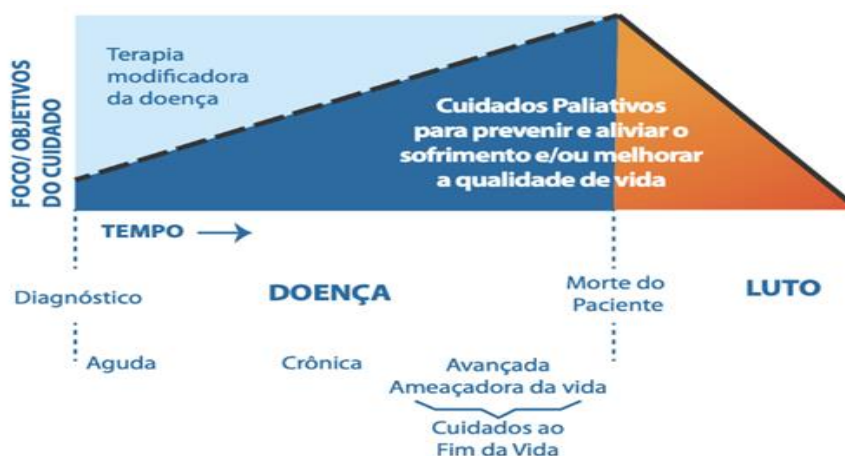 FOCO/ OBJETIVOS
DO CUIDADO
Terapia
modificadora
da doença
Cuidados Paliativos
para prevenir e aliviar o
sofrimento e/ou melhorar
a qualidade de vida
TEMPO
Diagnóstico
DOENÇA
Morte do
Paciente
LUTO
Aguda
Crônica
Avançada
Ameaçadora da vida
Cuidados ao
Fim da Vida